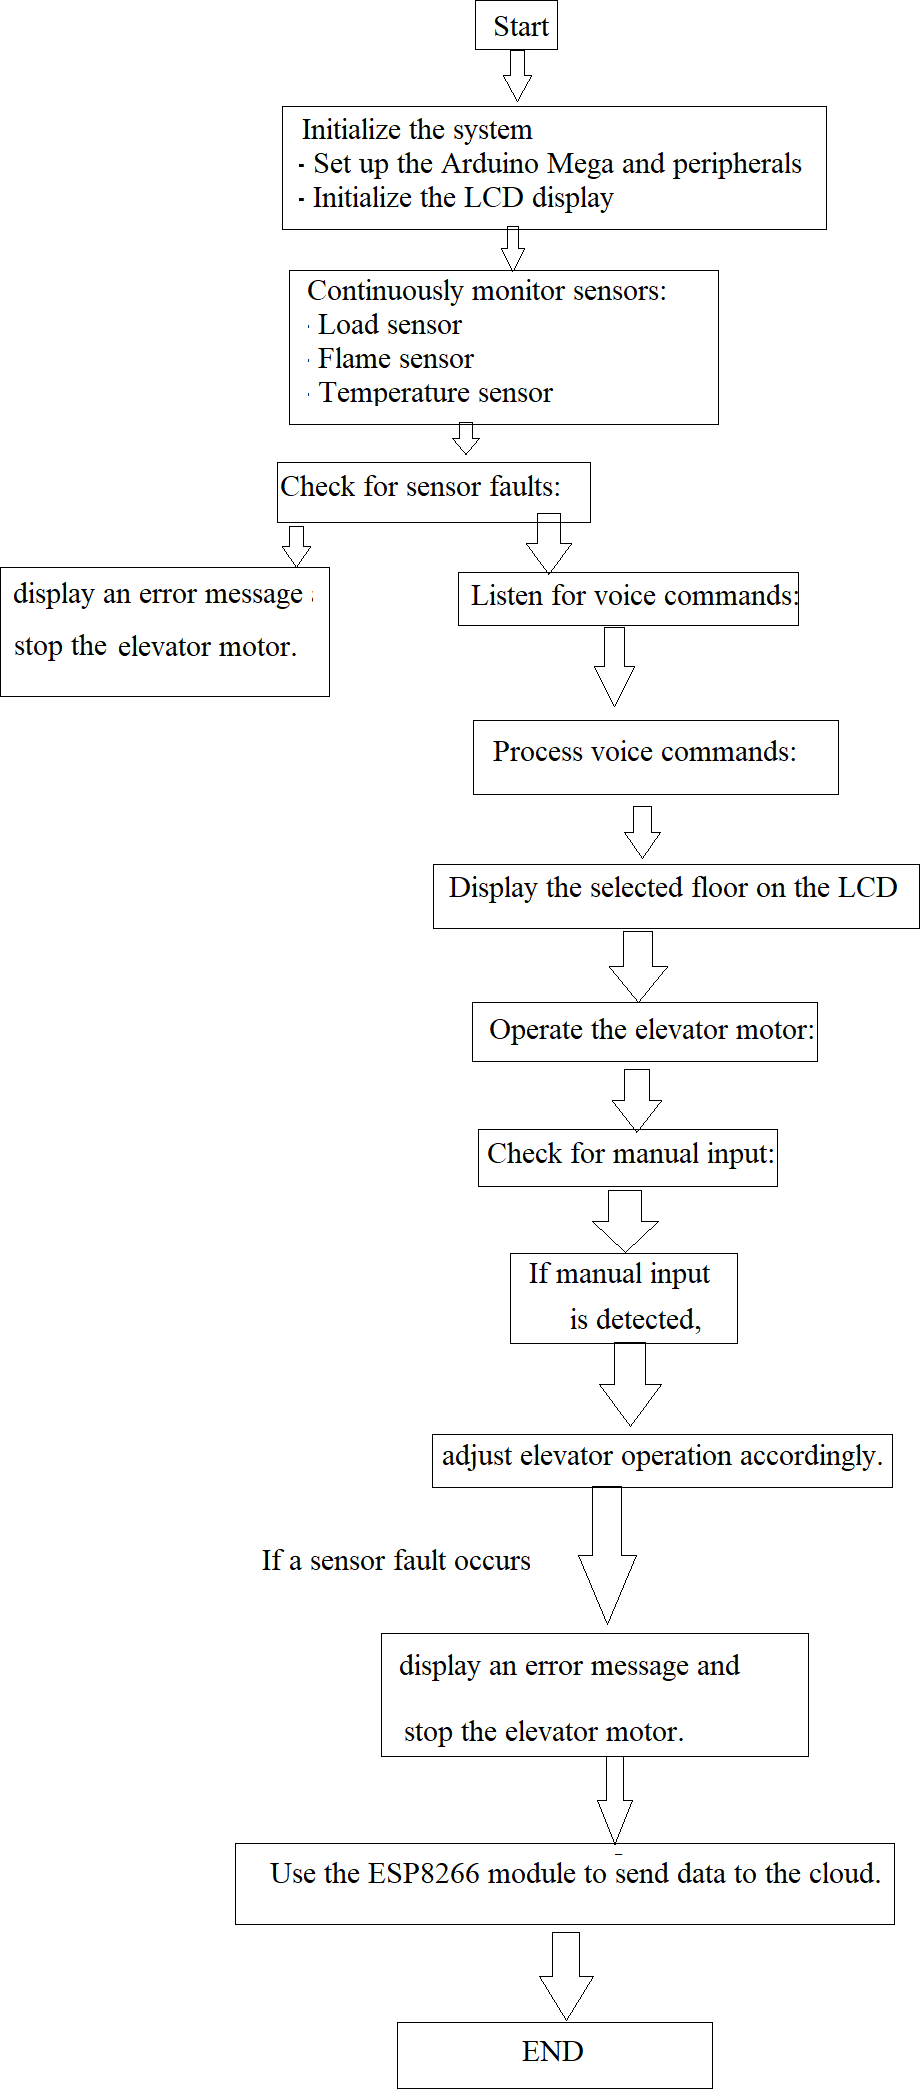 Start
Initialize the system
- Set up the Arduino Mega and peripherals
- Initialize the LCD display
Continuously monitor sensors:
- Load sensor
- Flame sensor
- Temperature sensor
Check for sensor faults:
display an error message
stop the elevator motor.
Listen for voice commands:
Process voice commands:
Display the selected floor on the LCD
Operate the elevator motor:
Check for manual input:
If manual input
is detected,
adjust elevator operation accordingly.
If a sensor fault occurs
display an error message and
stop the elevator motor.
Use the ESP8266 module to send data to the cloud.
END